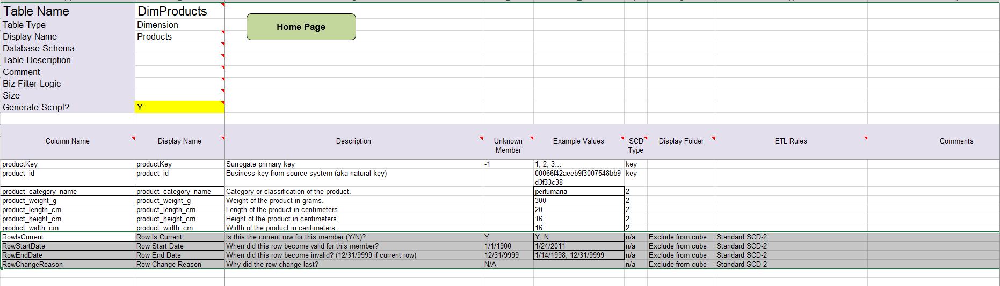 Table Name DimProducts
Home Page
Table Type Dimension
Display Name Products
Database Schema
Table Description
Comment
Biz Filter Logic
Size
Generate Script? Y
Column Name Display Name Description Unknown Member Example Values SCD Type Display Folder ETL Rules Comments
productKey productKey Surrogate primary key -1 1, 2, 3... key
product_id product_id Business key from source system (aka natural key) 00066f42aeeb9f3007548bb9 key
d3f33c38
product_category_name product_category_name Category or classification of the product. perfumaria 2
product_weight_g product_weight_g Weight of the product in grams. 300 2
product_length_cm product_length_cm Length of the product in centimeters. 20 2
product_height_cm product_height_cm Height of the product in centimeters. 16 2
product_width_cm product_width_cm Width of the product in centimeters. 16 2
RowIsCurrent Row Is Current Is this the current row for this member (Y/N)? Y Y, N n/a Exclude from cube Standard SCD-2
RowStartDate Row Start Date When did this row become valid for this member? 1/1/1900 1/24/2011 n/a Exclude from cube Standard SCD-2
RowEndDate Row End Date When did this row become invalid? (12/31/9999 if current row) 12/31/9999 1/14/1998, 12/31/9999 n/a Exclude from cube Standard SCD-2
RowChangeReason Row Change Reason Why did the row change last? N/A n/a Exclude from cube Standard SCD-2